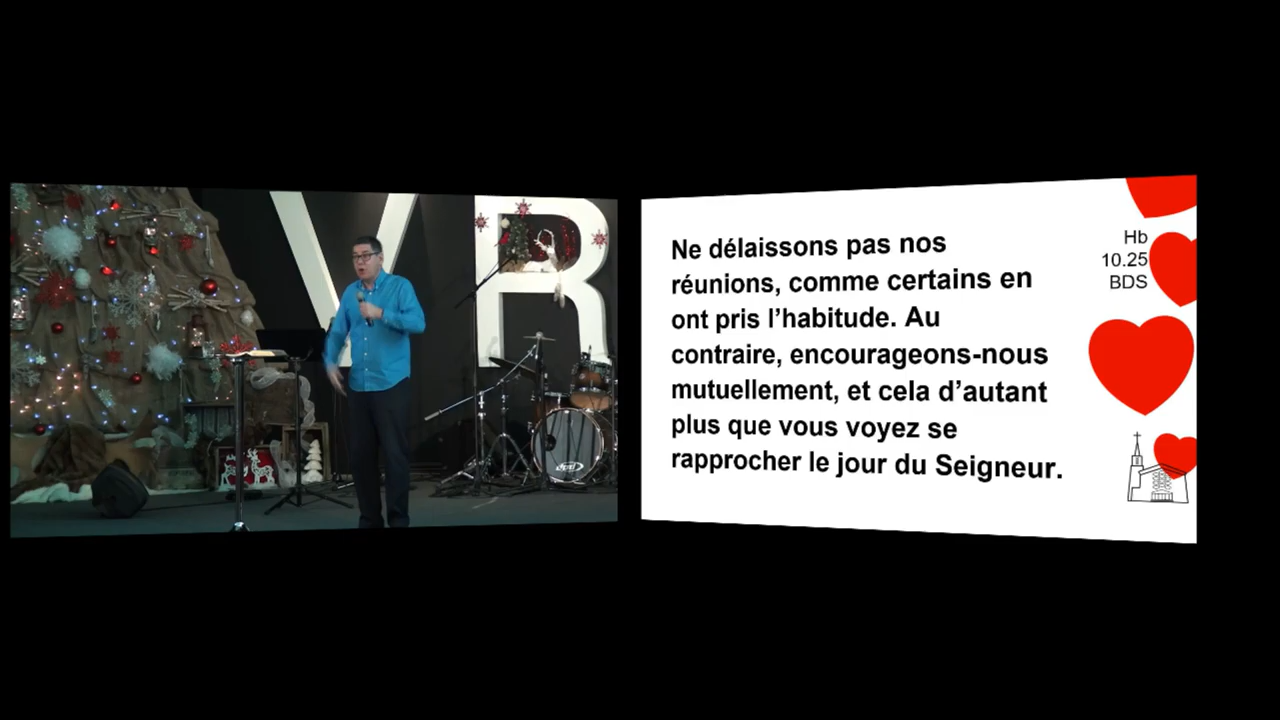 VR
Ne délaissons pas nos
réunions, comme certains en
ont pris l’habitude. Au
contraire, encourageons-nous
mutuellement, et cela d’autant
plus que vous voyez se
rapprocher le jour du Seigneur.
Hb
10.25
BDS